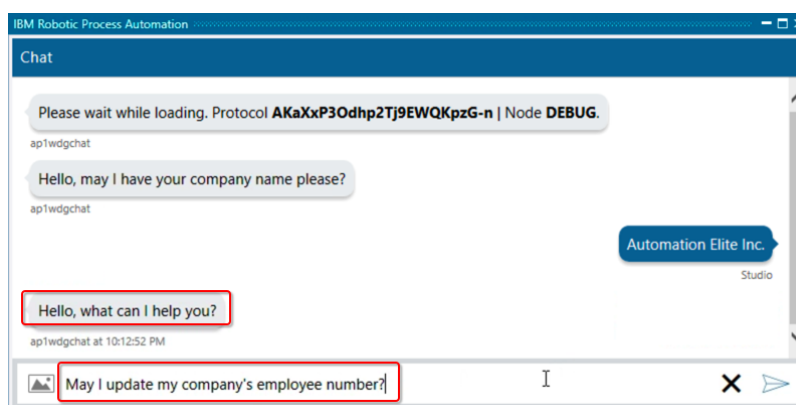 IBM Robotic Process Automation
Chat
Please wait while loading. Protocol AKaXxP3Odhp2Tj9EWQKpzG-n | Node DEBUG.
ap1wdgchat
Hello, may I have your company name please?
ap1wdgchat
Automation Elite Inc.
Studio
Hello, what can I help you?
ap1wdgchat at 10:12:52 PM
May I update my company's employee number?